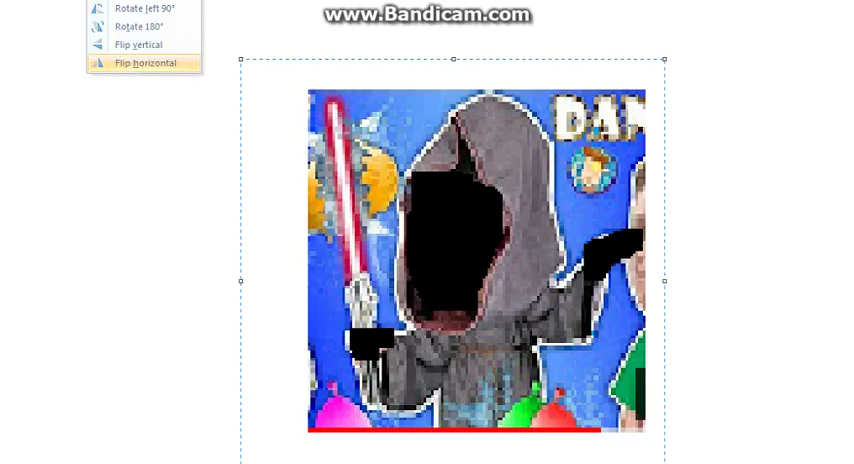 Rotate left 90°
www.Bandicam.com
Rotate 180°
Flip vertical
Flip horizontal
DAN